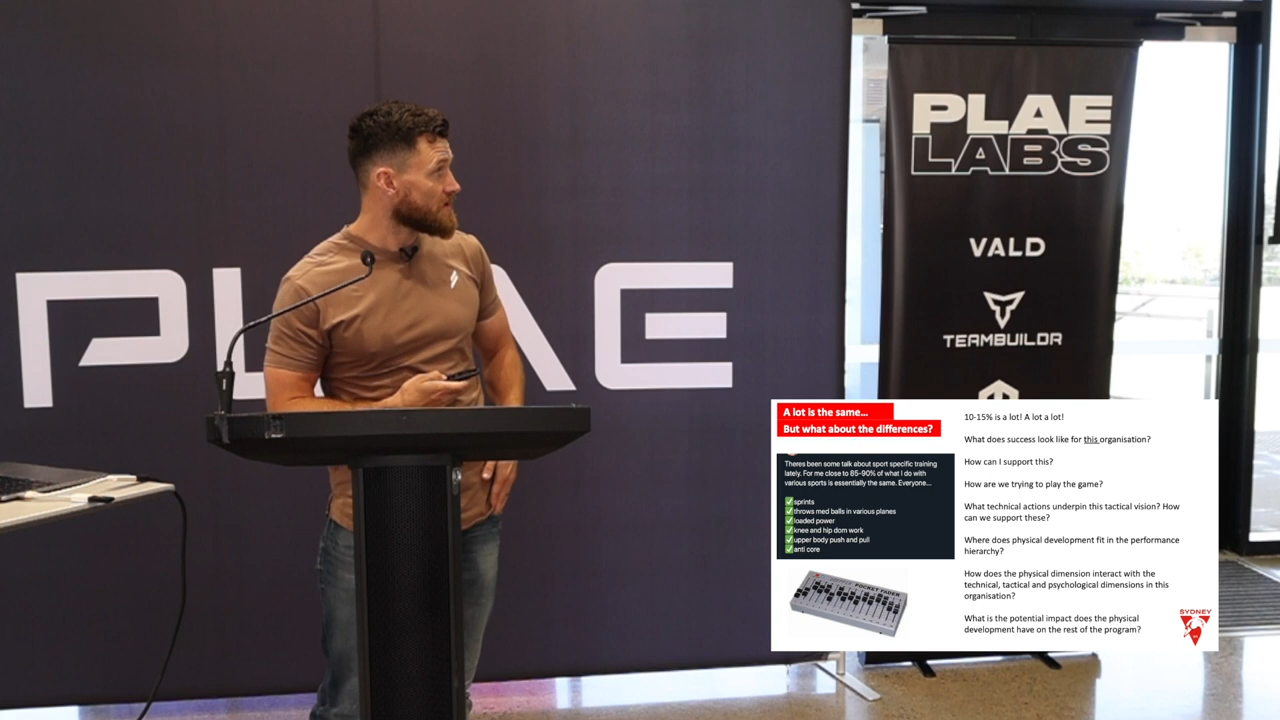 PLAE
PLAE
LABS
VALD
TEAMBUILDR
A lot is the same...
But what about the differences?
Theres been some talk about sport specific training
lately. For me close to 85-90% of what I do with
various sports is essentially the same. Everyone...
✅sprints
✅throws med balls in various planes
✅loaded power
✅knee and hip dom work
✅upper body push and pull
✅anti core
POCKET FADER
10-15% is a lot! A lot a lot!
What does success look like for this organisation?
How can I support this?
How are we trying to play the game?
What technical actions underpin this tactical vision? How
can we support these?
Where does physical development fit in the performance
hierarchy?
How does the physical dimension interact with the
technical, tactical and psychological dimensions in this
organisation?
What is the potential impact does the physical
development have on the rest of the program?
SYDNEY